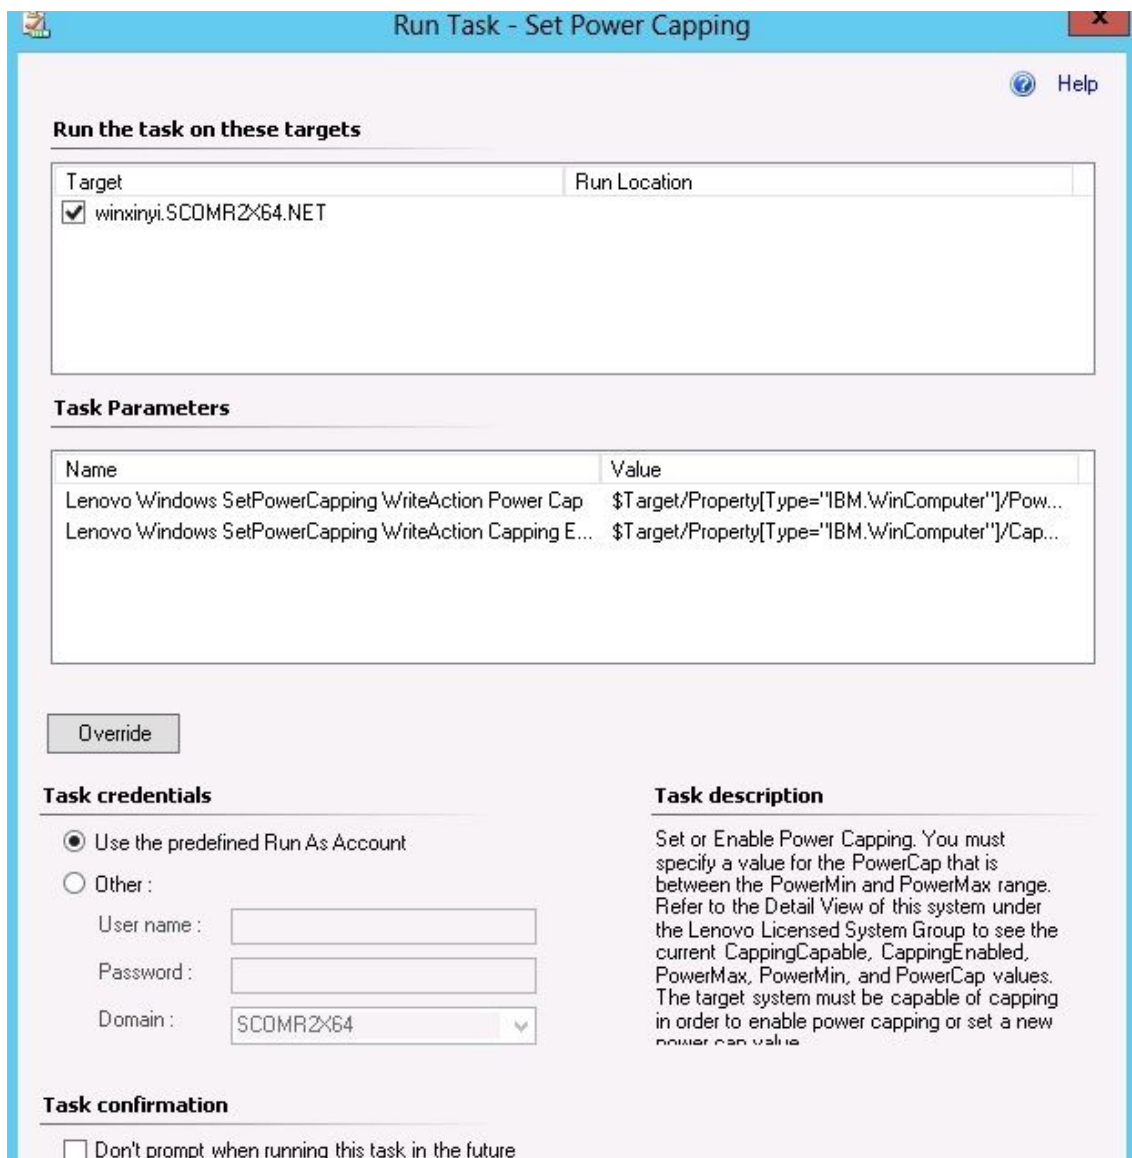 Run Task - Set Power Capping
x
Help
Run the task on these targets
Target Run Location
winxinyi.SCOMR2X64.NET
Task Parameters
Name Value
Lenovo Windows SetPowerCapping WriteAction Power Cap $Target/Property[Type="IBM.WinComputer"]/Pow...
Lenovo Windows SetPowerCapping WriteAction Capping E... $Target/Property[Type="IBM.WinComputer"]/Cap...
Override
Task credentials
Use the predefined Run As Account
Other :
User name :
Password :
Domain : SCOMR2X64
Task description
Set or Enable Power Capping. You must
specify a value for the PowerCap that is
between the PowerMin and PowerMax range.
Refer to the Detail View of this system under
the Lenovo Licensed System Group to see the
current CappingCapable, CappingEnabled,
PowerMax, PowerMin, and PowerCap values.
The target system must be capable of capping
in order to enable power capping or set a new
power cap value
Task confirmation
Don't prompt when running this task in the future